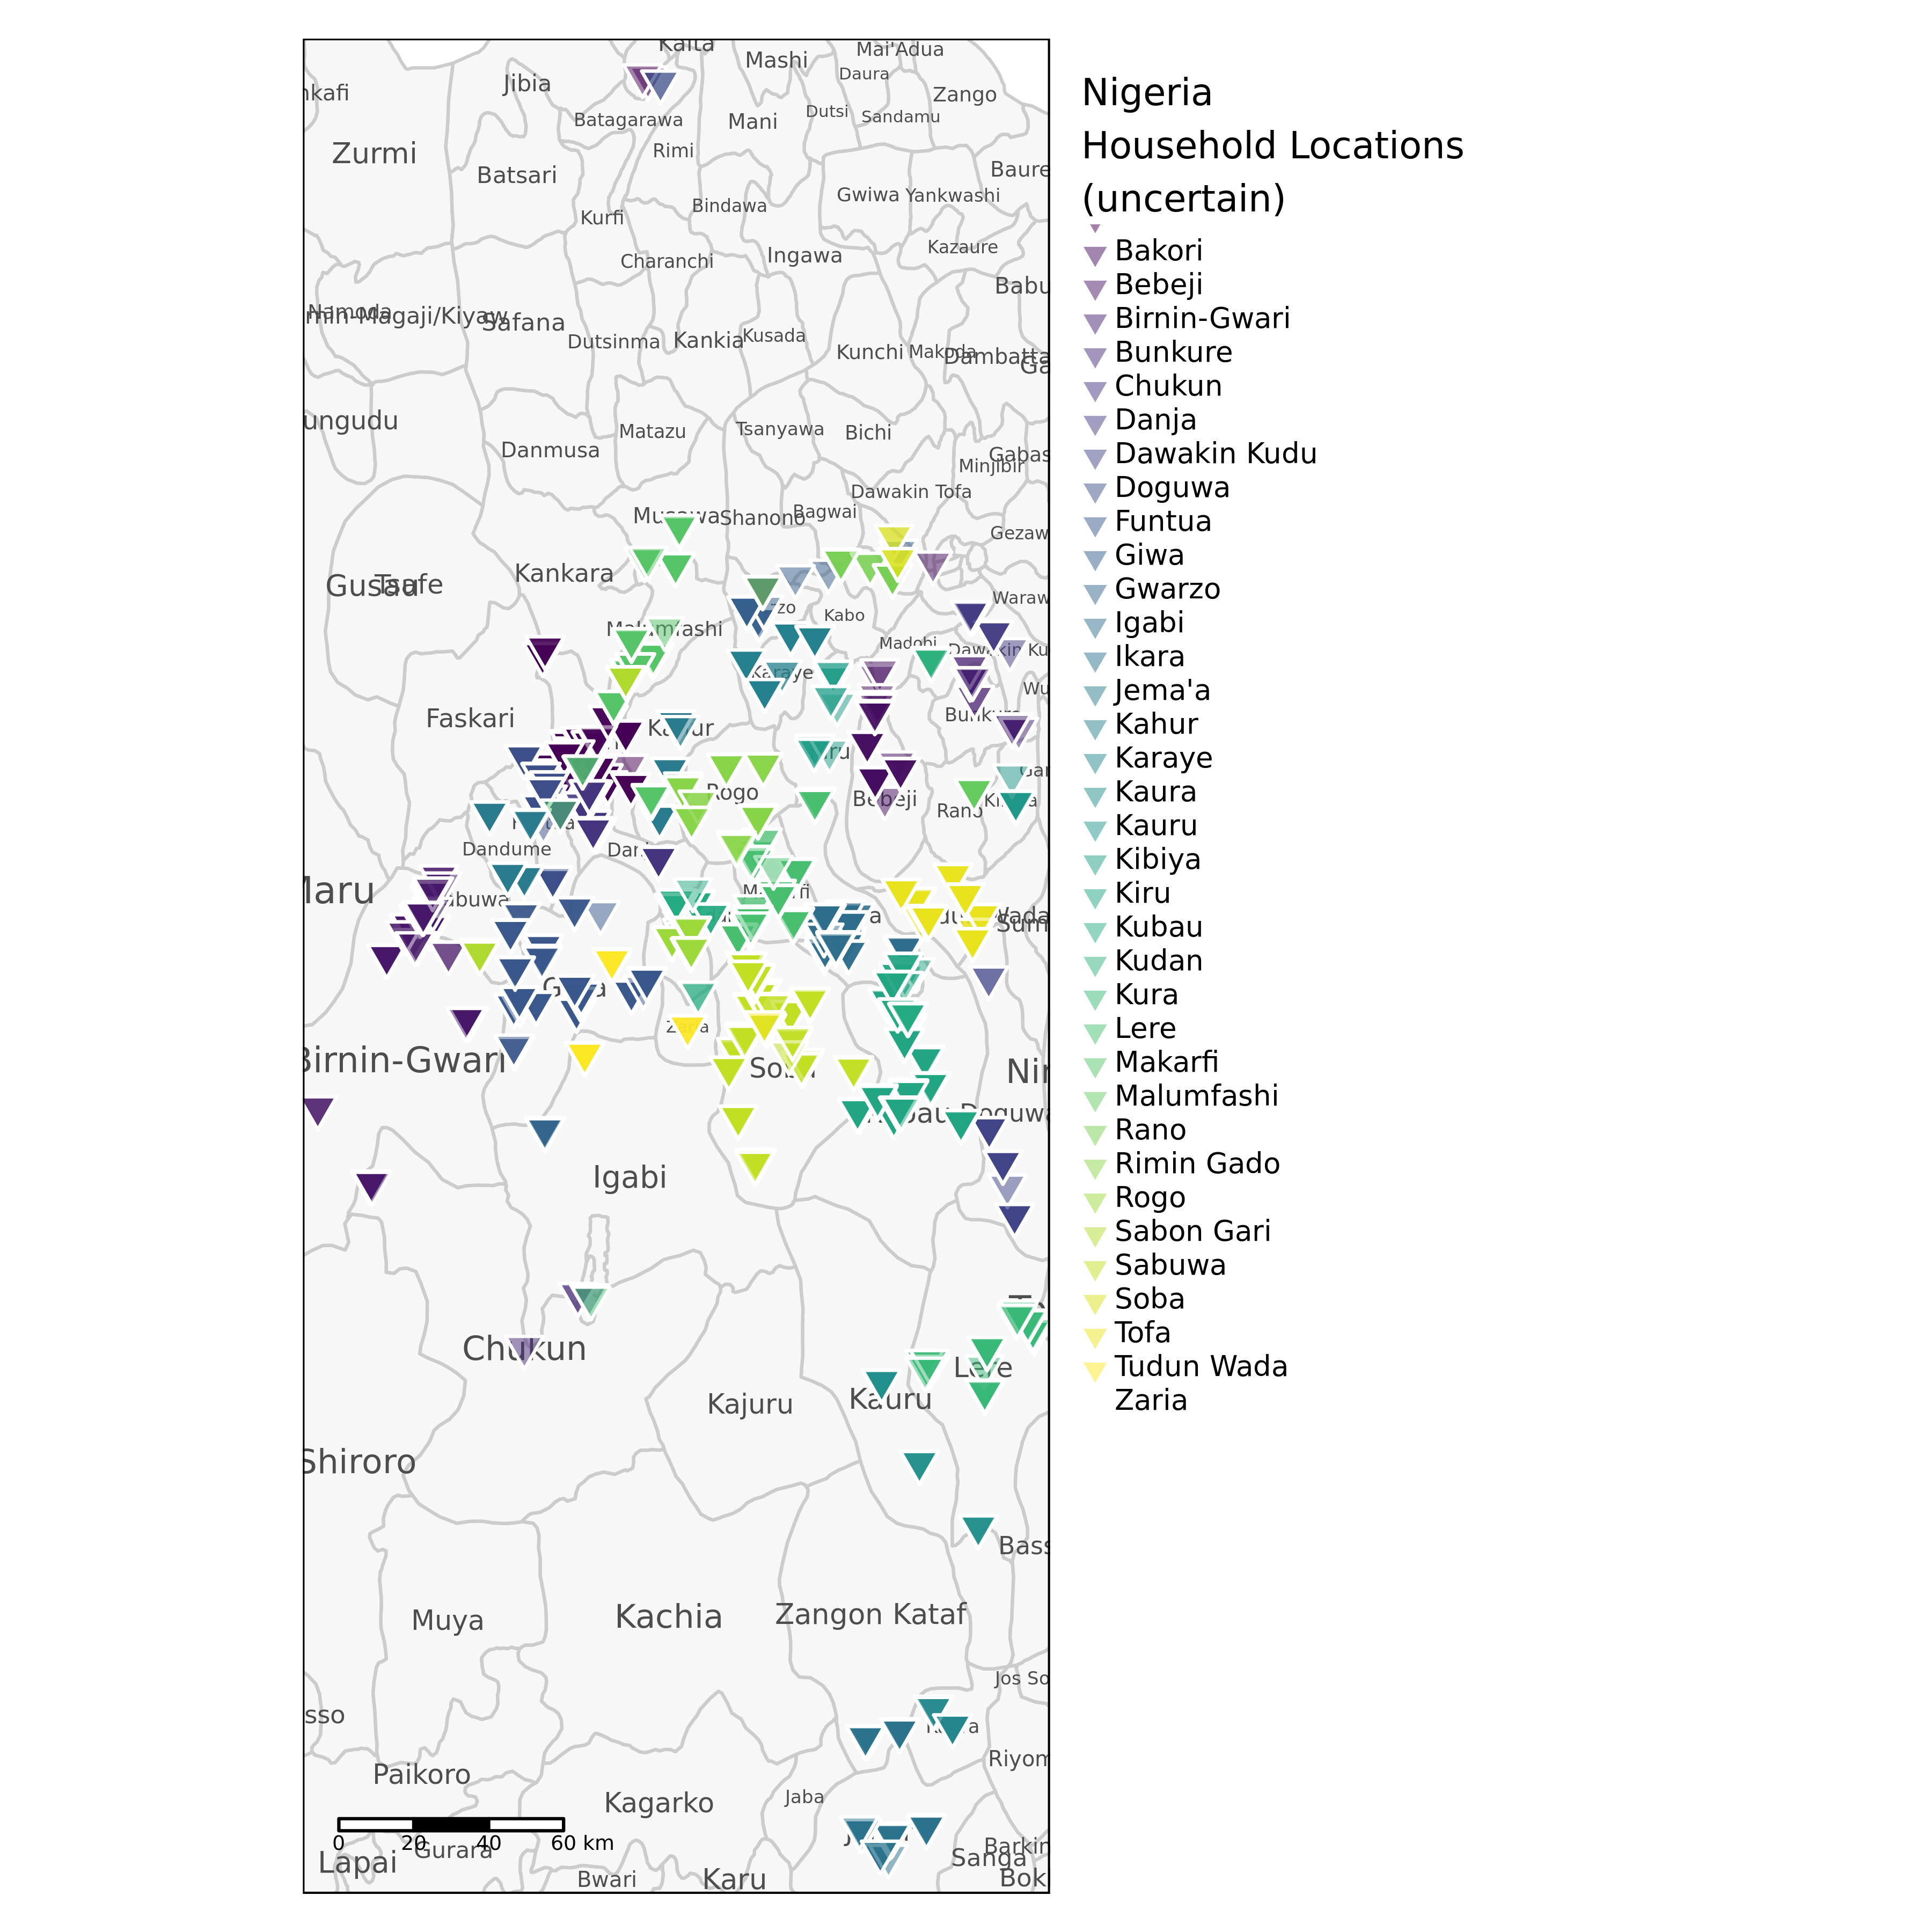 Nigeria
Household Locations
(uncertain)
Bakori
Bebeji
Birnin-Gwari
Bunkure
Chukun
Danja
Dawakin Kudu
Doguwa
Funtua
Giwa
Gwarzo
Igabi
Ikara
Jema'a
Kahur
Karaye
Kaura
Kauru
Kibiya
Kiru
Kubau
Kudan
Kura
Lere
Makarfi
Malumfashi
Rano
Rimin Gado
Rogo
Sabon Gari
Sabuwa
Soba
Tofa
Tudun Wada
Zaria
Kaita
Mashi
Mai'Adua
Daura
Jibia
nkafi
Zango
Batagarawa
Mani
Dutsi
Sandamu
Zurmi
Rimi
Batsari
Baure
Gwiwa
Yankwashi
Bindawa
Kurfi
Kazaure
Charanchi
Ingawa
Babu
Namoda
Safana
Dutsinma
Kankia
Kusada
Kunchi
Makoda
Dambatta
Ga
ungudu
Matazu
Tsanyawa
Bichi
Danmusa
Gabas
Minjibir
Dawakin Tofa
Musawa
Shanono
Bagwai
Gezaw
Kankara
Gusau
Tsafe
Waraw
zo
Kabo
Malumfashi
Madobi
Dawakin Ku
Karaye
Wu
Faskari
Bunkure
Rogo
Bebeji
Rano
Dandume
Maru
Sum
Soba
Birnin-Gwari
Nin
Doguwa
Igabi
Chukun
Lere
Kajuru
Kauru
Shiroro
Bass
Muya
Kachia
Zangon Kataf
Jos So
sso
Riyom
Paikoro
Jaba
Kagarko
0 20 40 60 km
Gurara
Lapai
Barkin
Sanga
Bok
Bwari
Karu